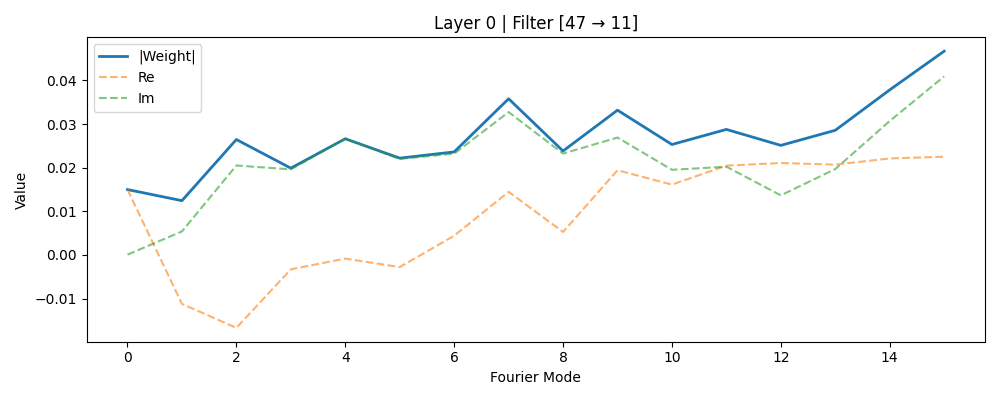 Layer 0 | Filter [47 → 11]
|Weight|
Re
Im
Value
0.04
0.03
0.02
0.01
0.00
−0.01
0 2 4 6 8 10 12 14
Fourier Mode